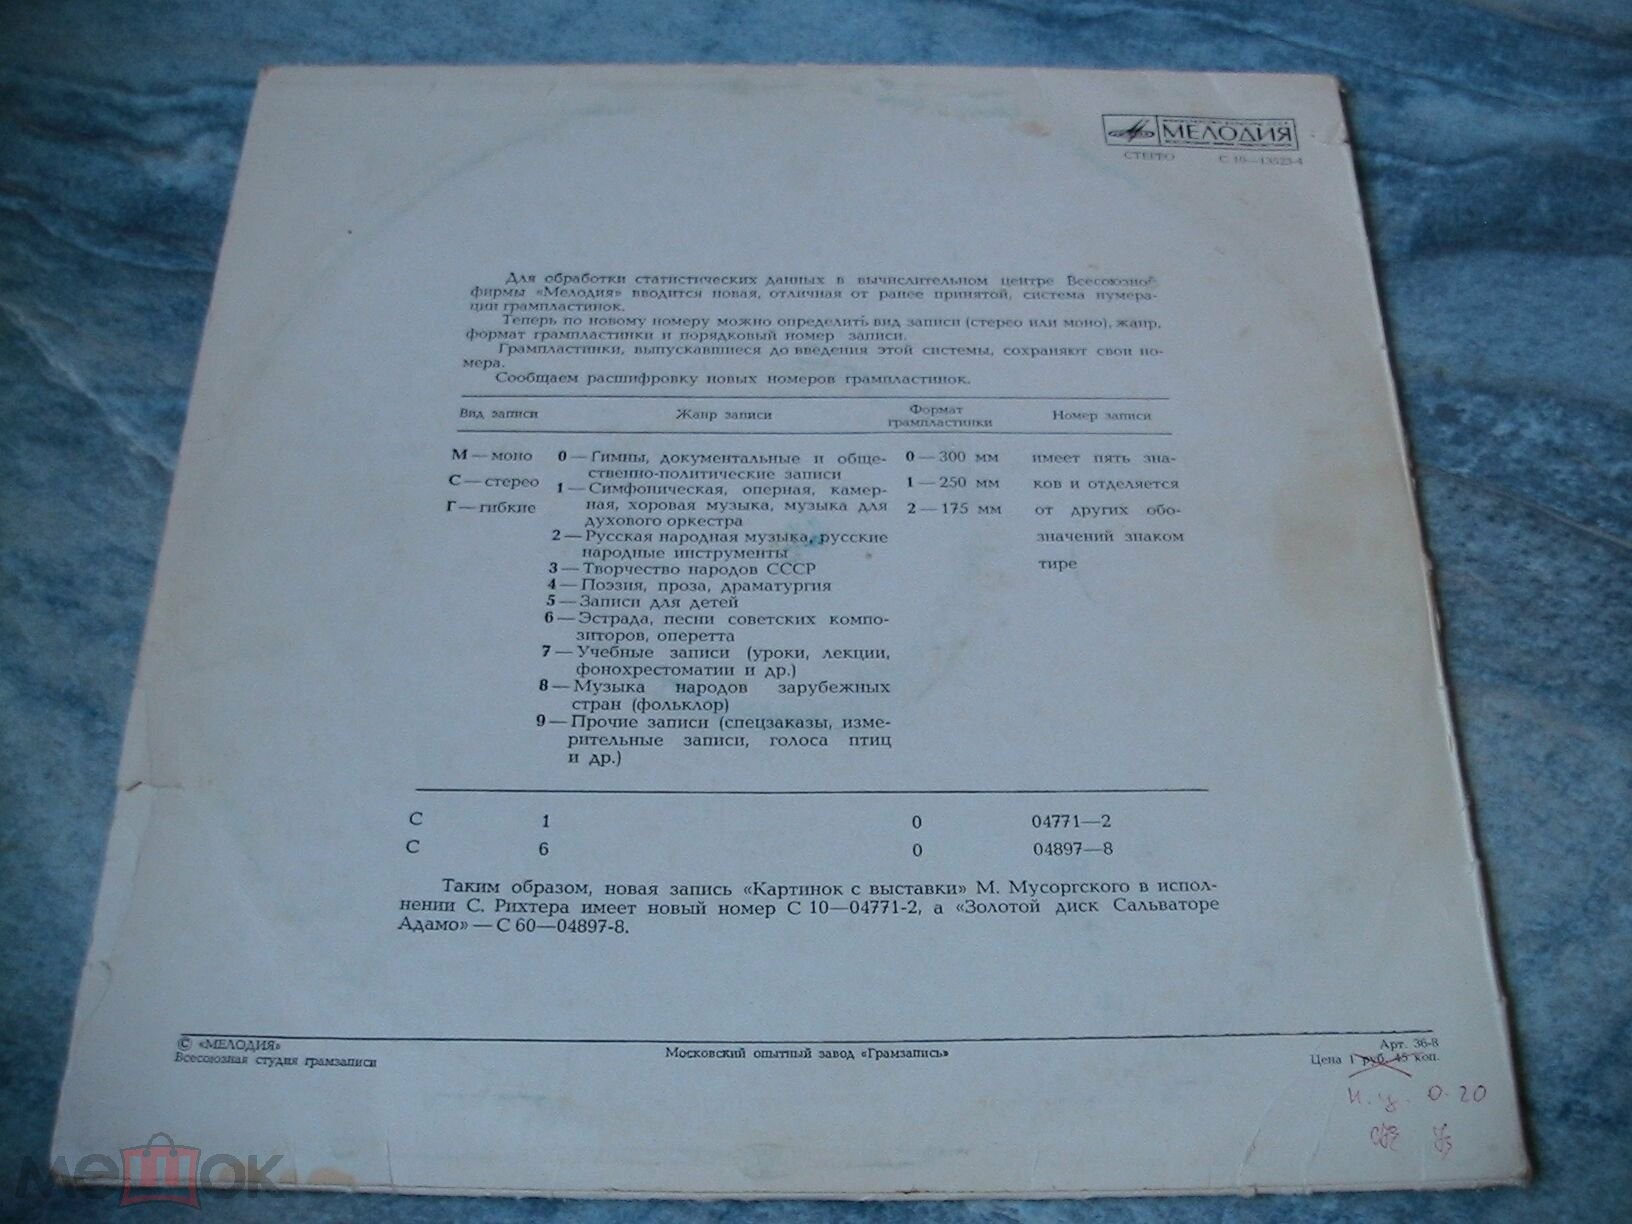 МЕЛОДИЯ
СТЕРЕО С 10—13523-4
Для обработки статистических данных в вычислительном центре Всесоюзной
фирмы «Мелодия» вводится новая, отличная от ранее принятой, система нумера-
ции грампластинок.
Теперь по новому номеру можно определить вид записи (стерео или моно), жанр,
формат грампластинки и порядковый номер записи.
Грампластинки, выпускавшиеся до введения этой системы, сохраняют свои но-
мера.
Сообщаем расшифровку новых номеров грампластинок.
Вид записи Жанр записи Формат грампластинки Номер записи
М — моно
С — стерео
Г — гибкие
0 — Гимны, документальные и обще-
ственно-политические записи
1 — Симфоническая, оперная, камер-
ная, хоровая музыка, музыка для
духового оркестра
2 — Русская народная музыка, русские
народные инструменты
3 — Творчество народов СССР
4 — Поэзия, проза, драматургия
5 — Записи для детей
6 — Эстрада, песни советских компо-
зиторов, оперетта
7 — Учебные записи (уроки, лекции,
фонохрестоматии и др.)
8 — Музыка народов зарубежных
стран (фольклор)
9 — Прочие записи (спецзаказы, изме-
рительные записи, голоса птиц
и др.)
0 — 300 мм
1 — 250 мм
2 — 175 мм
имеет пять зна-
ков и отделяется
от других обо-
значений знаком
тире
С 1 0 04771—2
С 6 0 04897—8
Таким образом, новая запись «Картинок с выставки» М. Мусоргского в испол-
нении С. Рихтера имеет новый номер С 10—04771-2, а «Золотой диск Сальваторе
Адамо» — С 60—04897-8.
© «МЕЛОДИЯ»
Всесоюзная студия грамзаписи
Московский опытный завод «Грамзапись»
Арт. 36-8
Цена 1 руб. 45 коп.
н. ц. 0-20
мешок